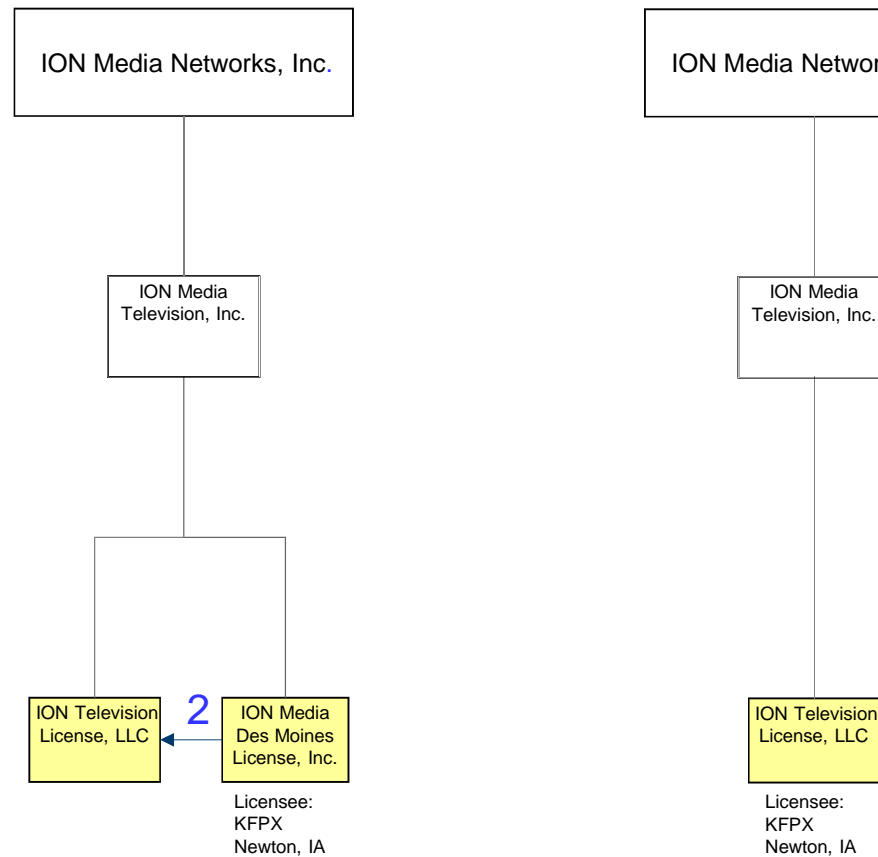 ION Media Networks, Inc.
ION Media
Television, Inc.
ION Television
License, LLC
2
ION Media
Des Moines
License, Inc.
Licensee:
KFPX
Newton, IA
ION Media
ION Media
Television, Inc.
ION Television
License, LLC
Licensee:
KFPX
Newton, IA